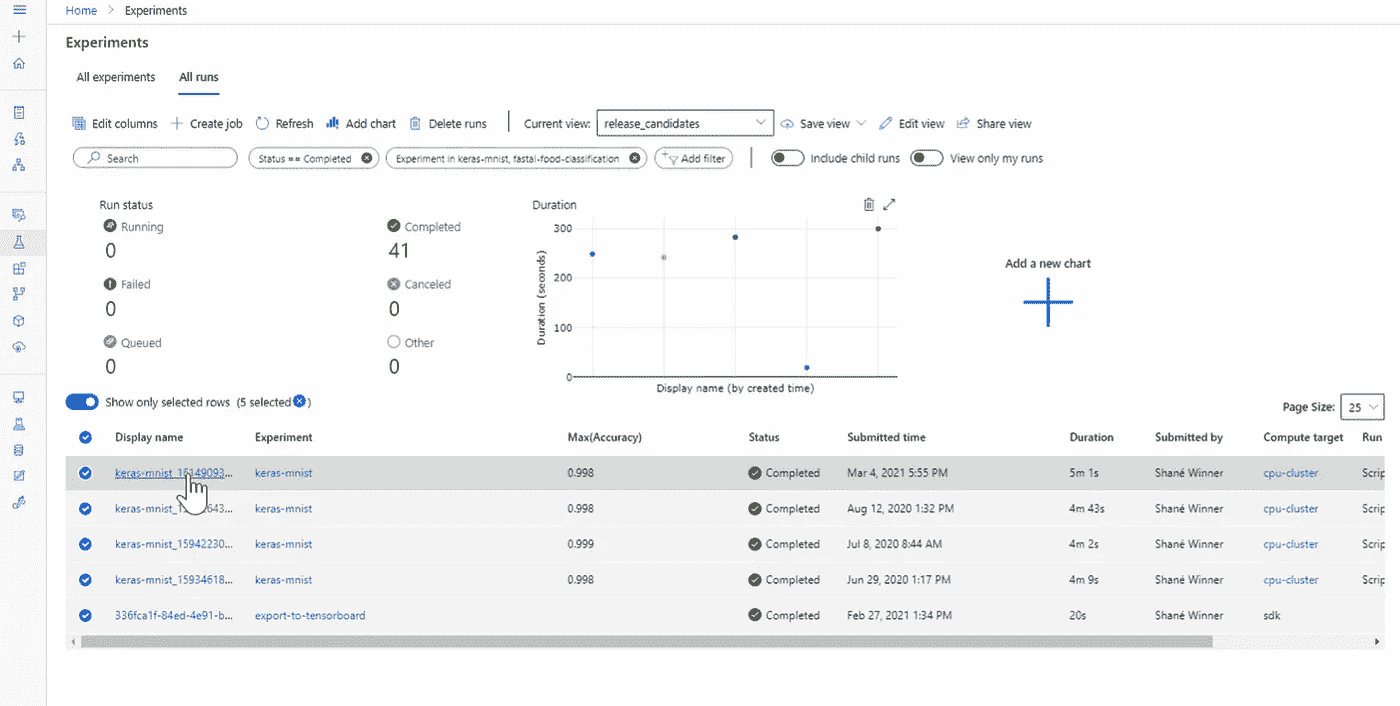 Home > Experiments
Experiments
All experiments All runs
Edit columns Create job Refresh Add chart Delete runs Current view: release_candidates Save view Edit view Share view
Search Status == Completed Experiment in keras-mnist, fastai-food-classification Add filter Include child runs View only my runs
Run status
Running
0
Completed
41
Failed
0
Canceled
0
Queued
0
Other
0
Duration
Duration (seconds)
300
200
100
0
Display name (by created time)
Add a new chart
Show only selected rows (5 selected )
Page Size: 25
Display name Experiment Max(Accuracy) Status Submitted time Duration Submitted by Compute target Run
keras-mnist_16149093... keras-mnist 0.998 Completed Mar 4, 2021 5:55 PM 5m 1s Shané Winner cpu-cluster Scrip
keras-mnist_ 643... keras-mnist 0.998 Completed Aug 12, 2020 1:32 PM 4m 43s Shané Winner cpu-cluster Scrip
keras-mnist_15942230... keras-mnist 0.999 Completed Jul 8, 2020 8:44 AM 4m 2s Shané Winner cpu-cluster Scrip
keras-mnist_15934618... keras-mnist 0.998 Completed Jun 29, 2020 1:17 PM 4m 9s Shané Winner cpu-cluster Scrip
336fca1f-84ed-4e91-b... export-to-tensorboard Completed Feb 27, 2021 1:34 PM 20s Shané Winner sdk